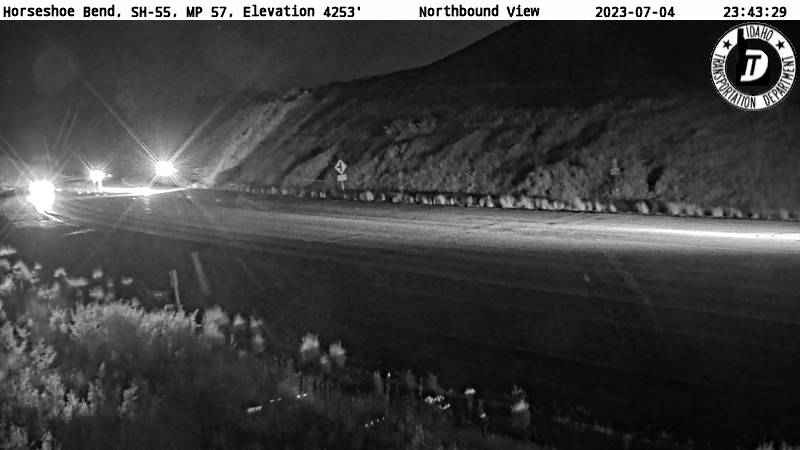 Horseshoe Bend, SH-55, MP 57, Elevation 4253' Northbound View 2023-07-04 23:43:29
IDAHO
TRANSPORTATION DEPARTMENT